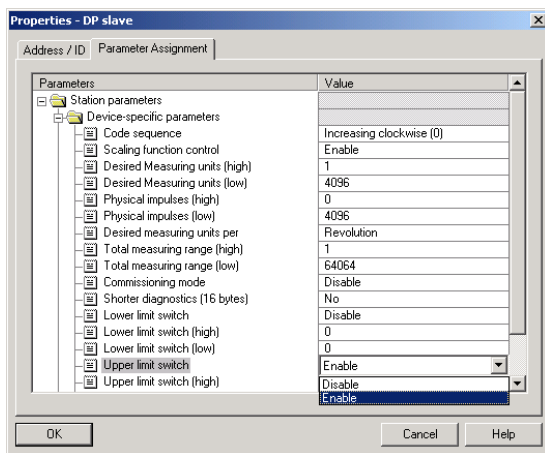 Properties - DP slave
Address / ID Parameter Assignment
Parameters Value
Station parameters
Device-specific parameters
Code sequence Increasing clockwise (0)
Scaling function control Enable
Desired Measuring units (high) 1
Desired Measuring units (low) 4096
Physical impulses (high) 0
Physical impulses (low) 4096
Desired measuring units per Revolution
Total measuring range (high) 1
Total measuring range (low) 64064
Commissioning mode Disable
Shorter diagnostics (16 bytes) No
Lower limit switch Disable
Lower limit switch (high) 0
Lower limit switch (low) 0
Upper limit switch Enable
Upper limit switch (high) Disable
Enable
OK Cancel Help